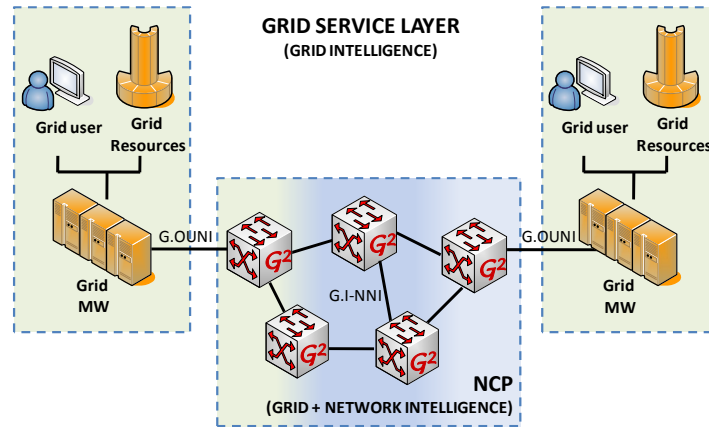 GRID SERVICE LAYER
(GRID INTELLIGENCE)
Grid user
Grid
Resources
Grid user
Grid
Resources
G.OUNI
G.OUNI
Grid
MW
Grid
MW
G²
G²
G²
G.I-NNI
G²
G²
NCP
(GRID + NETWORK INTELLIGENCE)